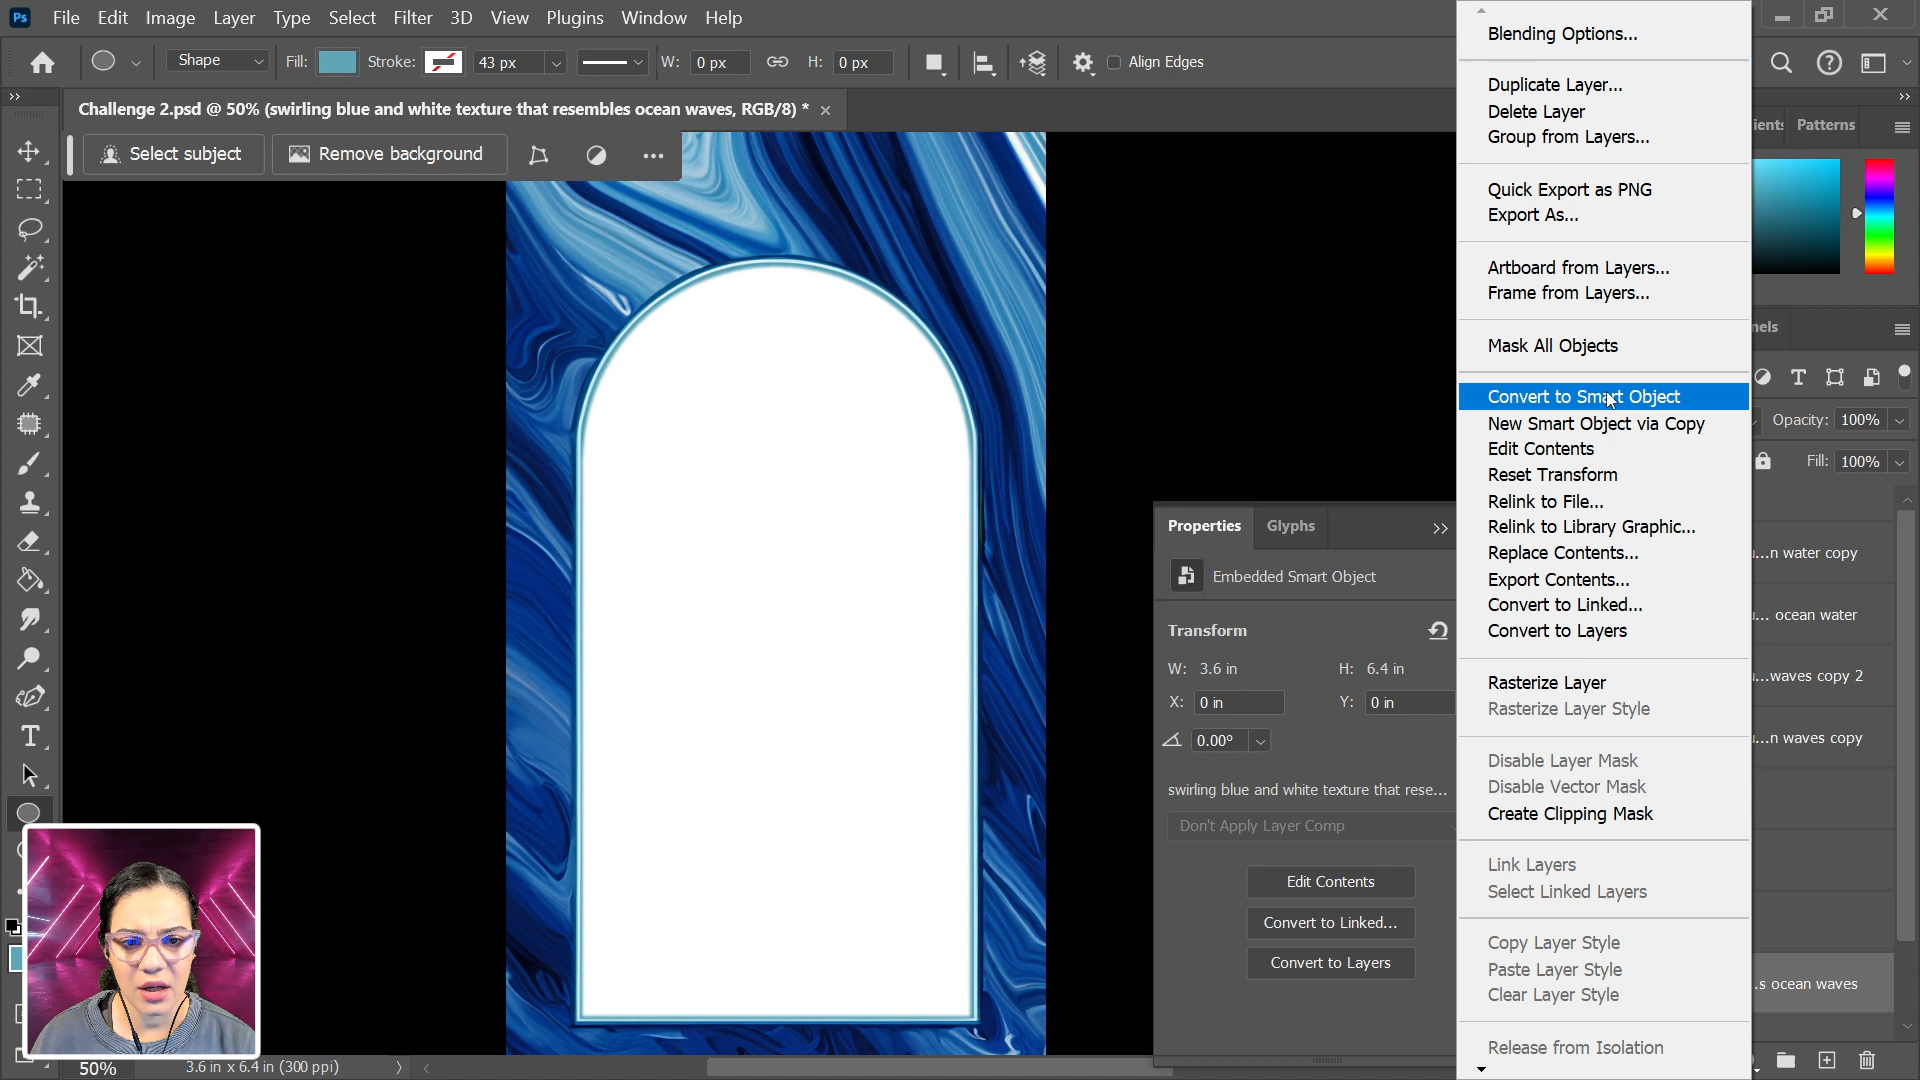 Ps File Edit Image Layer Type Select Filter 3D View Plugins Window Help
Shape Fill: Stroke: 43 px W: 0 px H: 0 px Align Edges
Challenge 2.psd @ 50% (swirling blue and white texture that resembles ocean waves, RGB/8) *
Select subject Remove background
Blending Options...
Duplicate Layer...
Delete Layer
Group from Layers...
Quick Export as PNG
Export As...
Artboard from Layers...
Frame from Layers...
Mask All Objects
Convert to Smart Object
New Smart Object via Copy
Edit Contents
Reset Transform
Relink to File...
Relink to Library Graphic...
Replace Contents...
Export Contents...
Convert to Linked...
Convert to Layers
Rasterize Layer
Rasterize Layer Style
Disable Layer Mask
Disable Vector Mask
Create Clipping Mask
Link Layers
Select Linked Layers
Copy Layer Style
Paste Layer Style
Clear Layer Style
Release from Isolation
Patterns
Opacity: 100%
Fill: 100%
...n water copy
... ocean water
...waves copy 2
...n waves copy
...s ocean waves
Properties Glyphs
Embedded Smart Object
Transform
W: 3.6 in H: 6.4 in
X: 0 in Y: 0 in
0.00°
swirling blue and white texture that rese...
Don't Apply Layer Comp
Edit Contents
Convert to Linked...
Convert to Layers
50% 3.6 in x 6.4 in (300 ppi)